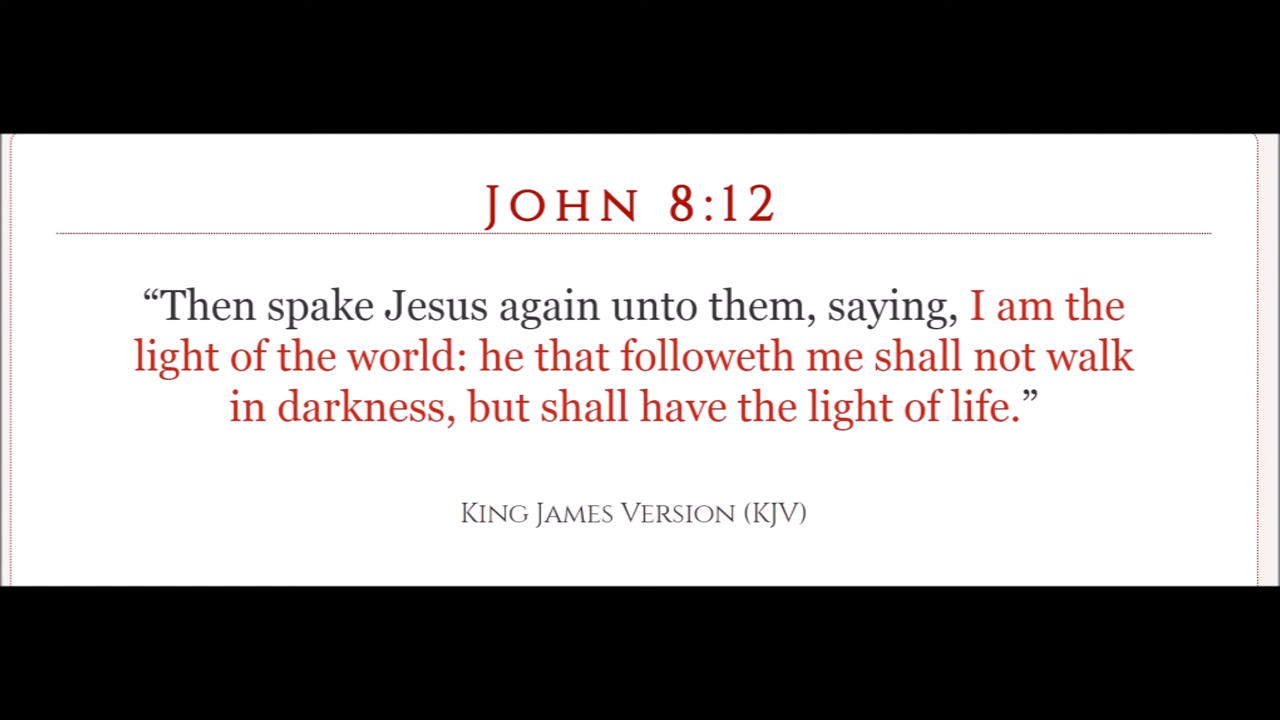 John 8:12
“Then spake Jesus again unto them, saying, I am the
light of the world: he that followeth me shall not walk
in darkness, but shall have the light of life.”
King James Version (KJV)